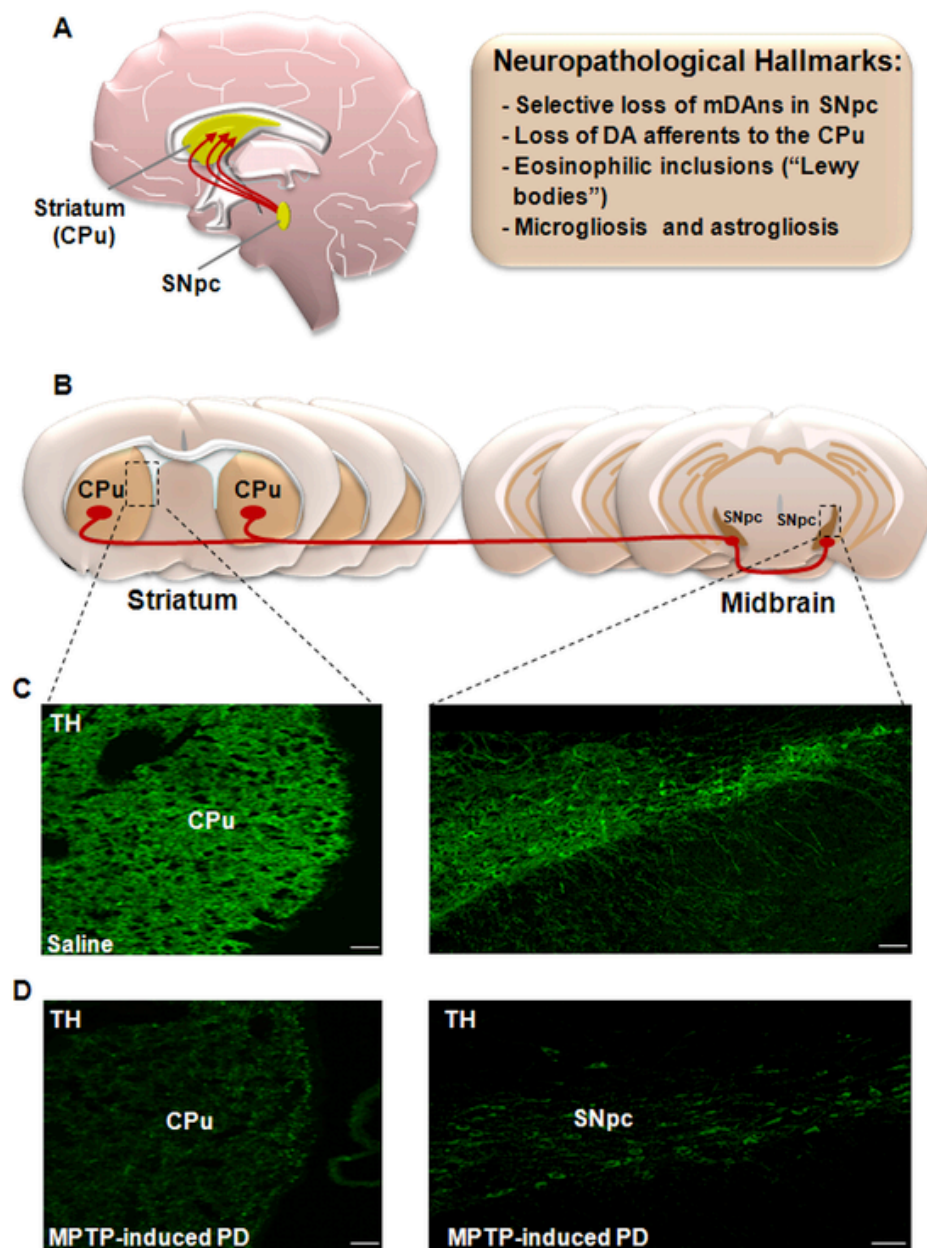 A
Neuropathological Hallmarks:
- Selective loss of mDAns in SNpc
- Loss of DA afferents to the CPu
- Eosinophilic inclusions (“Lewy
bodies”)
- Microgliosis and astrogliosis
Striatum
(CPu)
SNpc
B
CPu
CPu
SNpc
SNpc
Striatum
Midbrain
C
TH
CPu
Saline
D
TH
CPu
MPTP-induced PD
TH
SNpc
MPTP-induced PD